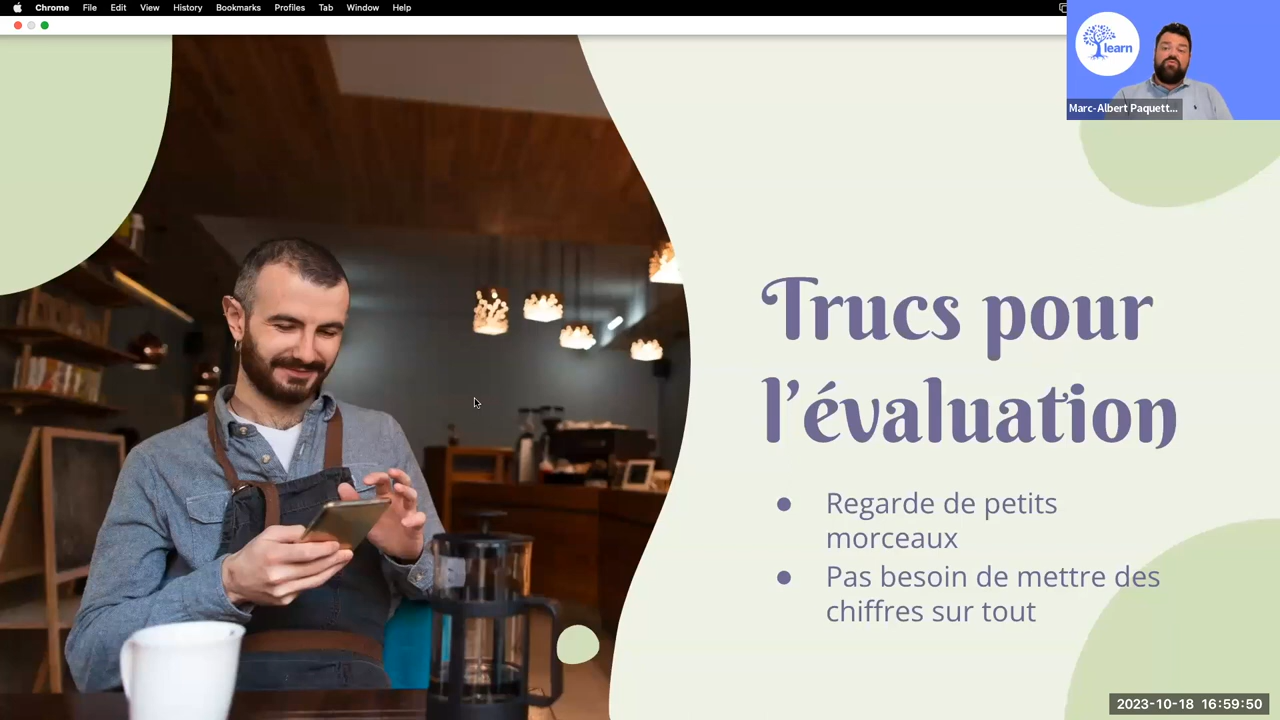 Chrome File Edit View History Bookmarks Profiles Tab Window Help
learn
Marc-Albert Paquett...
Trucs pour
l'évaluation
● Regarde de petits
morceaux
● Pas besoin de mettre des
chiffres sur tout
2023-10-18 16:59:50